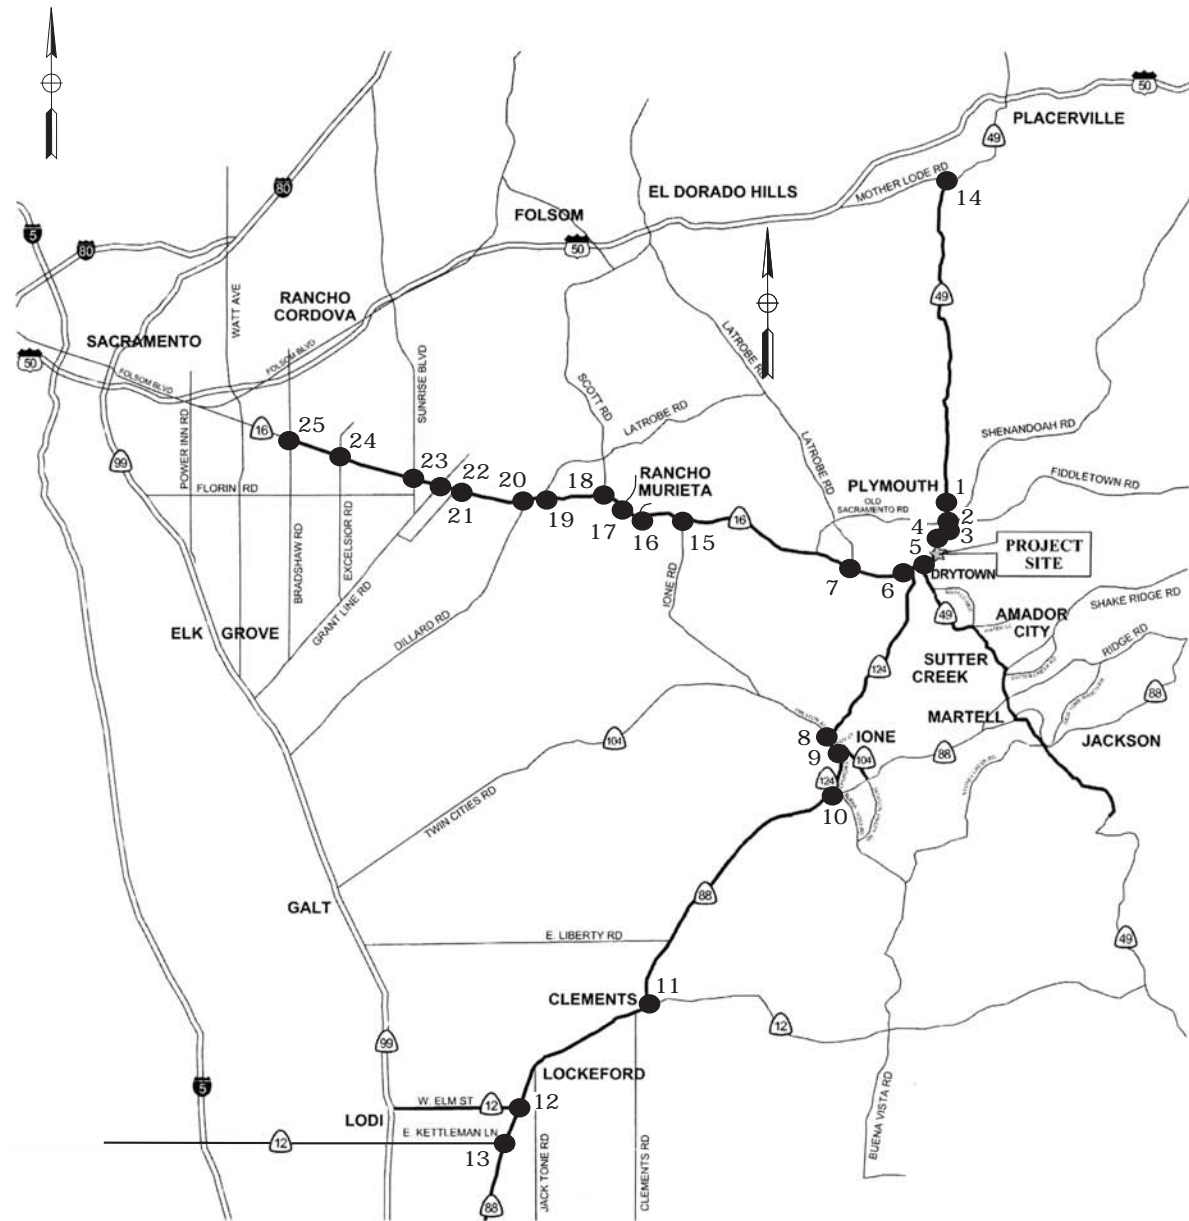 50
PLACERVILLE
49
MOTHER LODE RD
14
EL DORADO HILLS
FOLSOM
50
80
5
80
WATT AVE
RANCHO
CORDOVA
SACRAMENTO
50
FOLSOM BLVD
FOLSOM BLVD
SUNRISE BLVD
49
LATROBE RD
SCOTT RD
LATROBE RD
LATROBE RD
POWER INN RD
16
25
24
23
22
20
18
21
19
17
16
15
99
FLORIN RD
BRADSHAW RD
EXCELSIOR RD
GRANT LINE RD
DILLARD RD
RANCHO
MURIETA
16
IONE RD
SHENANDOAH RD
FIDDLETOWN RD
PLYMOUTH
OLD
SACRAMENTO RD
1
2
3
4
5
PROJECT
SITE
7
6
DRYTOWN
49
AMADOR
CITY
SHAKE RIDGE RD
RIDGE RD
SUTTER
CREEK
ELK GROVE
124
88
MARTELL
JACKSON
104
8
IONE
9
104
88
124
10
TWIN CITIES RD
88
GALT
E. LIBERTY RD
49
11
CLEMENTS
12
99
LOCKEFORD
5
W. ELM ST
12
12
LODI
E KETTLEMAN LN
12
13
JACK TONE RD
CLEMENTS RD
BUENA VISTA RD
88